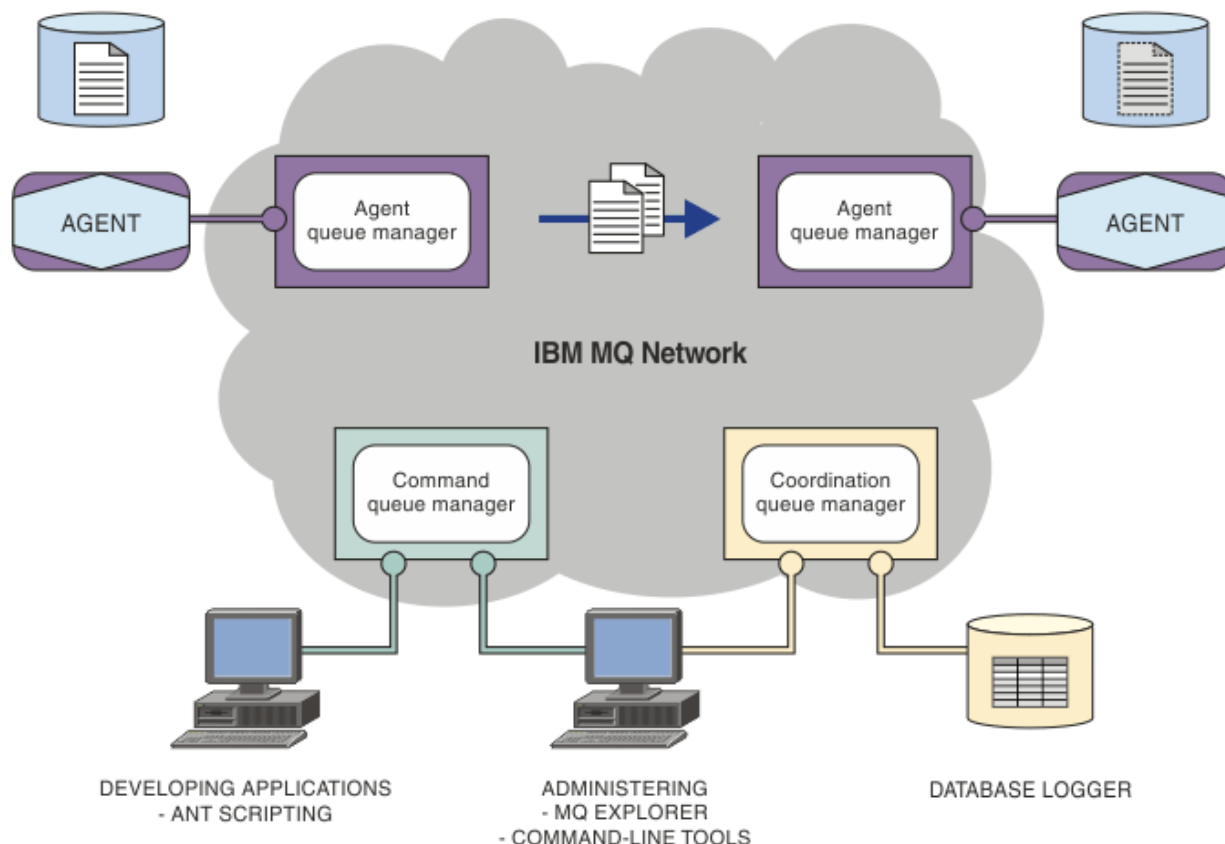 Agent
queue manager
Agent
queue manager
AGENT
AGENT
IBM MQ Network
Command
queue manager
Coordination
queue manager
DEVELOPING APPLICATIONS
- ANT SCRIPTING
ADMINISTERING
- MQ EXPLORER
- COMMAND-LINE TOOLS
DATABASE LOGGER